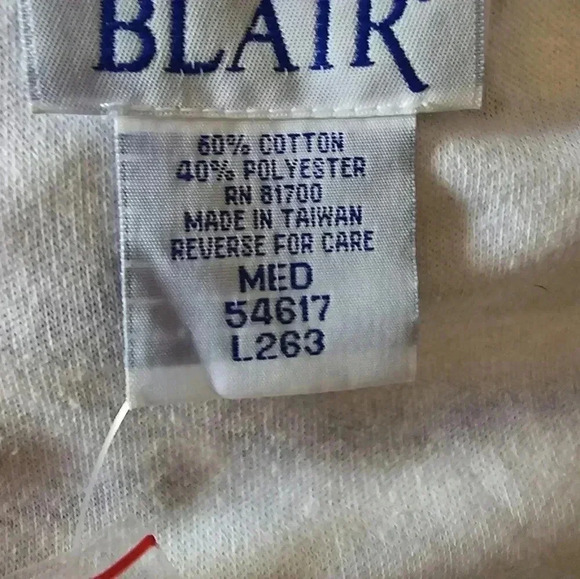 BLAIR
60% COTTON
40% POLYESTER
RN 81700
MADE IN TAIWAN
REVERSE FOR CARE
MED
54617
L263